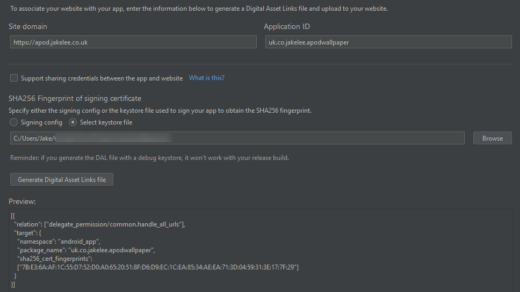 To associate your website with your app, enter the information below to generate a Digital Asset Links file and upload to your website.
Site domain
Application ID
https://apod.jakelee.co.uk
uk.co.jakelee.apodwallpaper
Support sharing credentials between the app and website What is this?
SHA256 Fingerprint of signing certificate
Specify either the signing config or the keystore file used to sign your app to obtain the SHA256 fingerprint.
Signing config Select keystore file
C:/Users/Jake/
Browse
Reminder: if you generate the DAL file with a debug keystore, it won't work with your release build.
Generate Digital Asset Links file
Preview:
[{
"relation": ["delegate_permission/common.handle_all_urls"],
"target": {
"namespace": "android_app",
"package_name": "uk.co.jakelee.apodwallpaper",
"sha256_cert_fingerprints":
["7B:E3:6A:AF:1C:55:D7:52:D0:A0:65:20:51:8F:D6:D9:EC:1C:EA:85:34:AE:EA:71:3D:04:59:31:3E:17:7F:29"]
}
}]